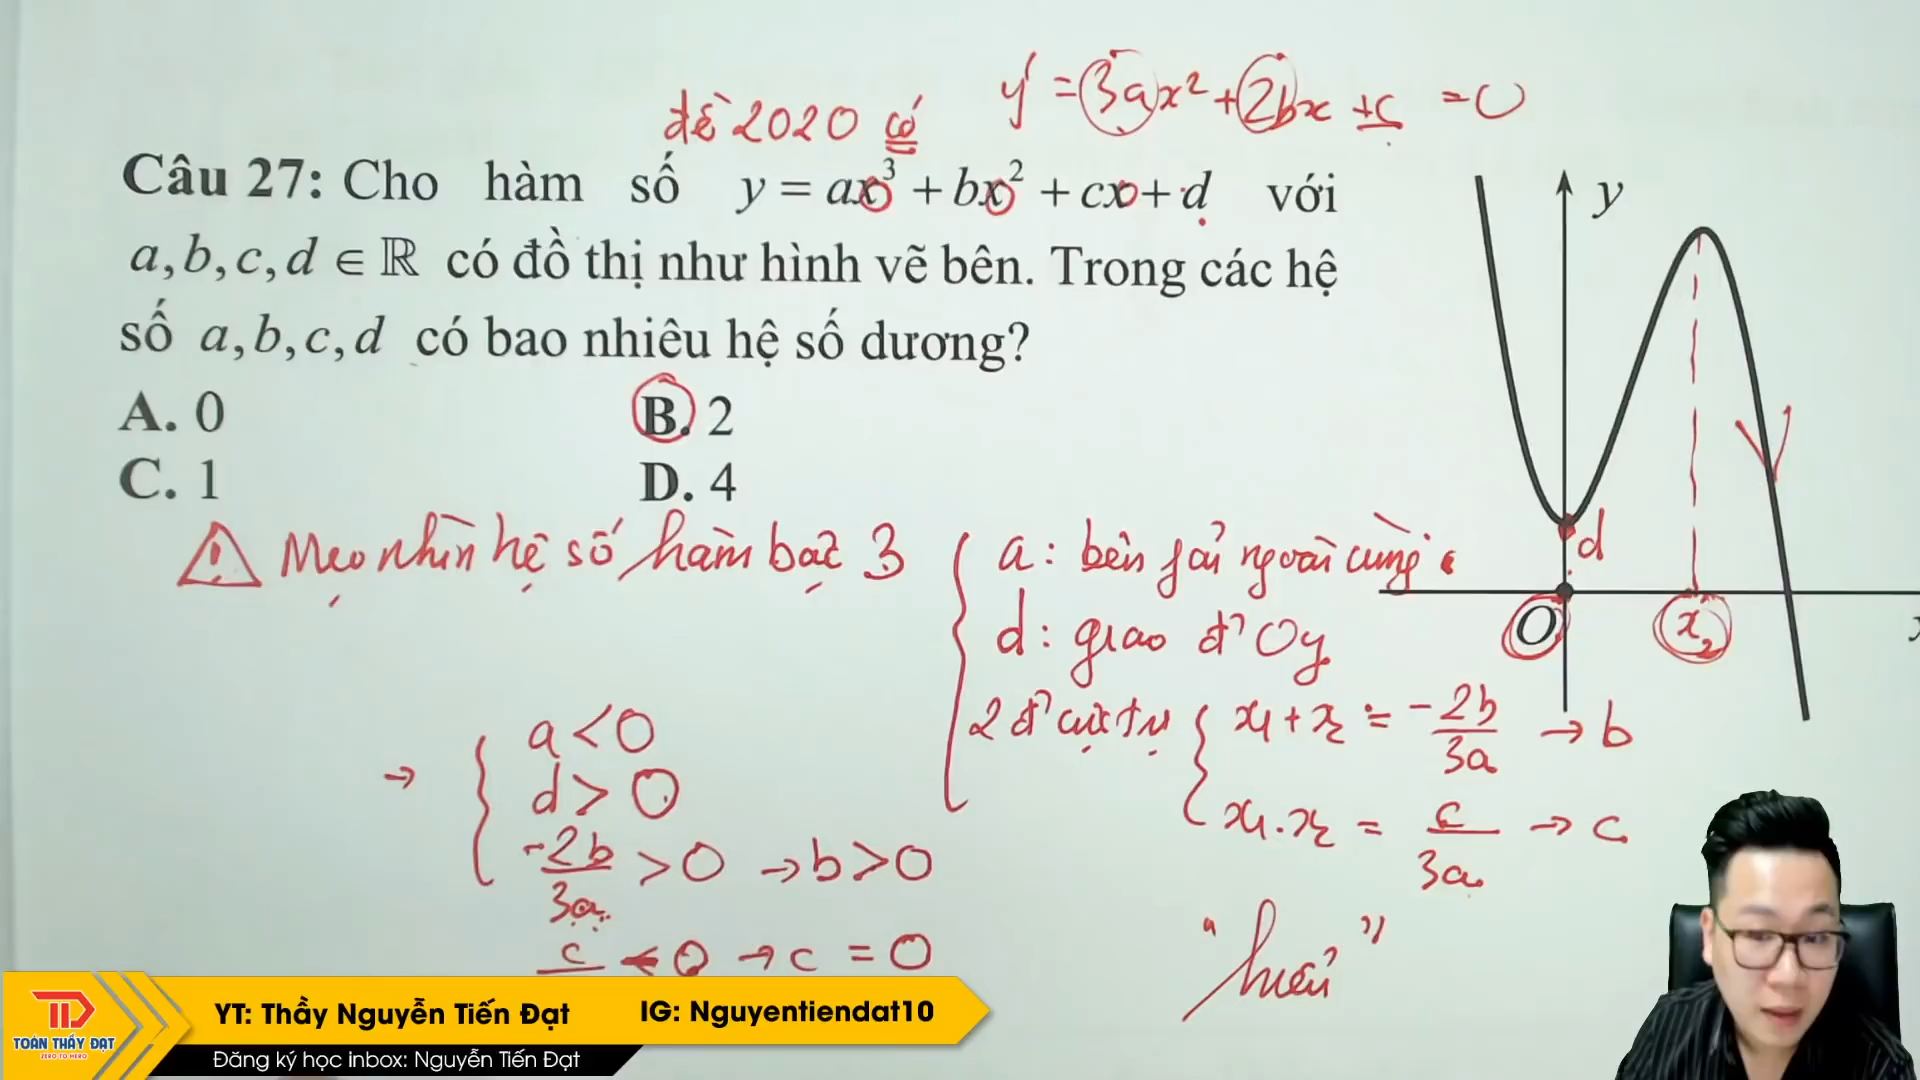 đề 2020 có
y' = 3ax² + 2bx + c = 0
Câu 27: Cho hàm số y = ax³ + bx² + cx + d với
a, b, c, d ∈ ℝ có đồ thị như hình vẽ bên. Trong các hệ
số a, b, c, d có bao nhiêu hệ số dương?
A. 0
B. 2
C. 1
D. 4
y
d
O
x₂
! Mẹo nhìn hệ số hàm bậc 3
a : bên phải ngoài cùng
d : giao đ' Oy
2 đ' cực trị
x₁ + x₂ = -2b/3a → b
x₁ . x₂ = c/3a → c
→ a < 0
d > 0
-2b/3a > 0 → b > 0
c = 0 → c = 0
"hiểu"
TOÁN THẦY ĐẠT
ZERO TO HERO
YT: Thầy Nguyễn Tiến Đạt
IG: Nguyentiendat10
Đăng ký học inbox: Nguyễn Tiến Đạt